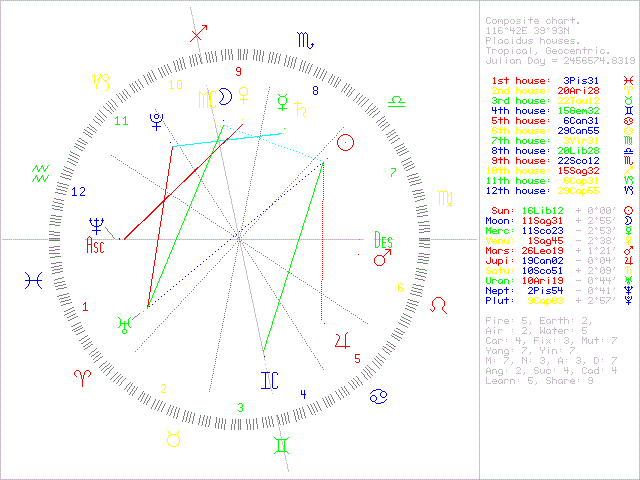 Composite chart.
116°42E 39°93N
Placidus houses.
Tropical, Geocentric.
Julian Day = 2456574.8319
1st house: 3Pis31
2nd house: 20Ari28
3rd house: 22Tau12
4th house: 15Gem32
5th house: 6Can31
6th house: 29Can55
7th house: 3Vir31
8th house: 20Lib28
9th house: 22Sco12
10th house: 15Sag32
11th house: 6Cap31
12th house: 29Cap55
Sun: 16Lib12 + 0°00'
Moon: 11Sag31 + 2°55'
Merc: 11Sco23 - 2°53'
Venu: 1Sag45 - 2°38'
Mars: 26Leo19 + 1°21'
Jupi: 19Can02 - 0°04'
Satu: 10Sco51 + 2°09'
Uran: 10Ari19 - 0°44'
Nept: 2Pis54 - 0°41'
Plut: 9Cap03 + 2°57'
Fire: 5, Earth: 2,
Air : 2, Water: 5
Car: 4, Fix: 3, Mut: 7
Yang: 7, Yin: 7
M: 7, N: 3, A: 3, D: 7
Ang: 2, Suc: 4, Cad: 4
Learn: 5, Share: 9
9
10
8
11
7
12
Asc
Des
MC
6
1
5
IC
4
2
3